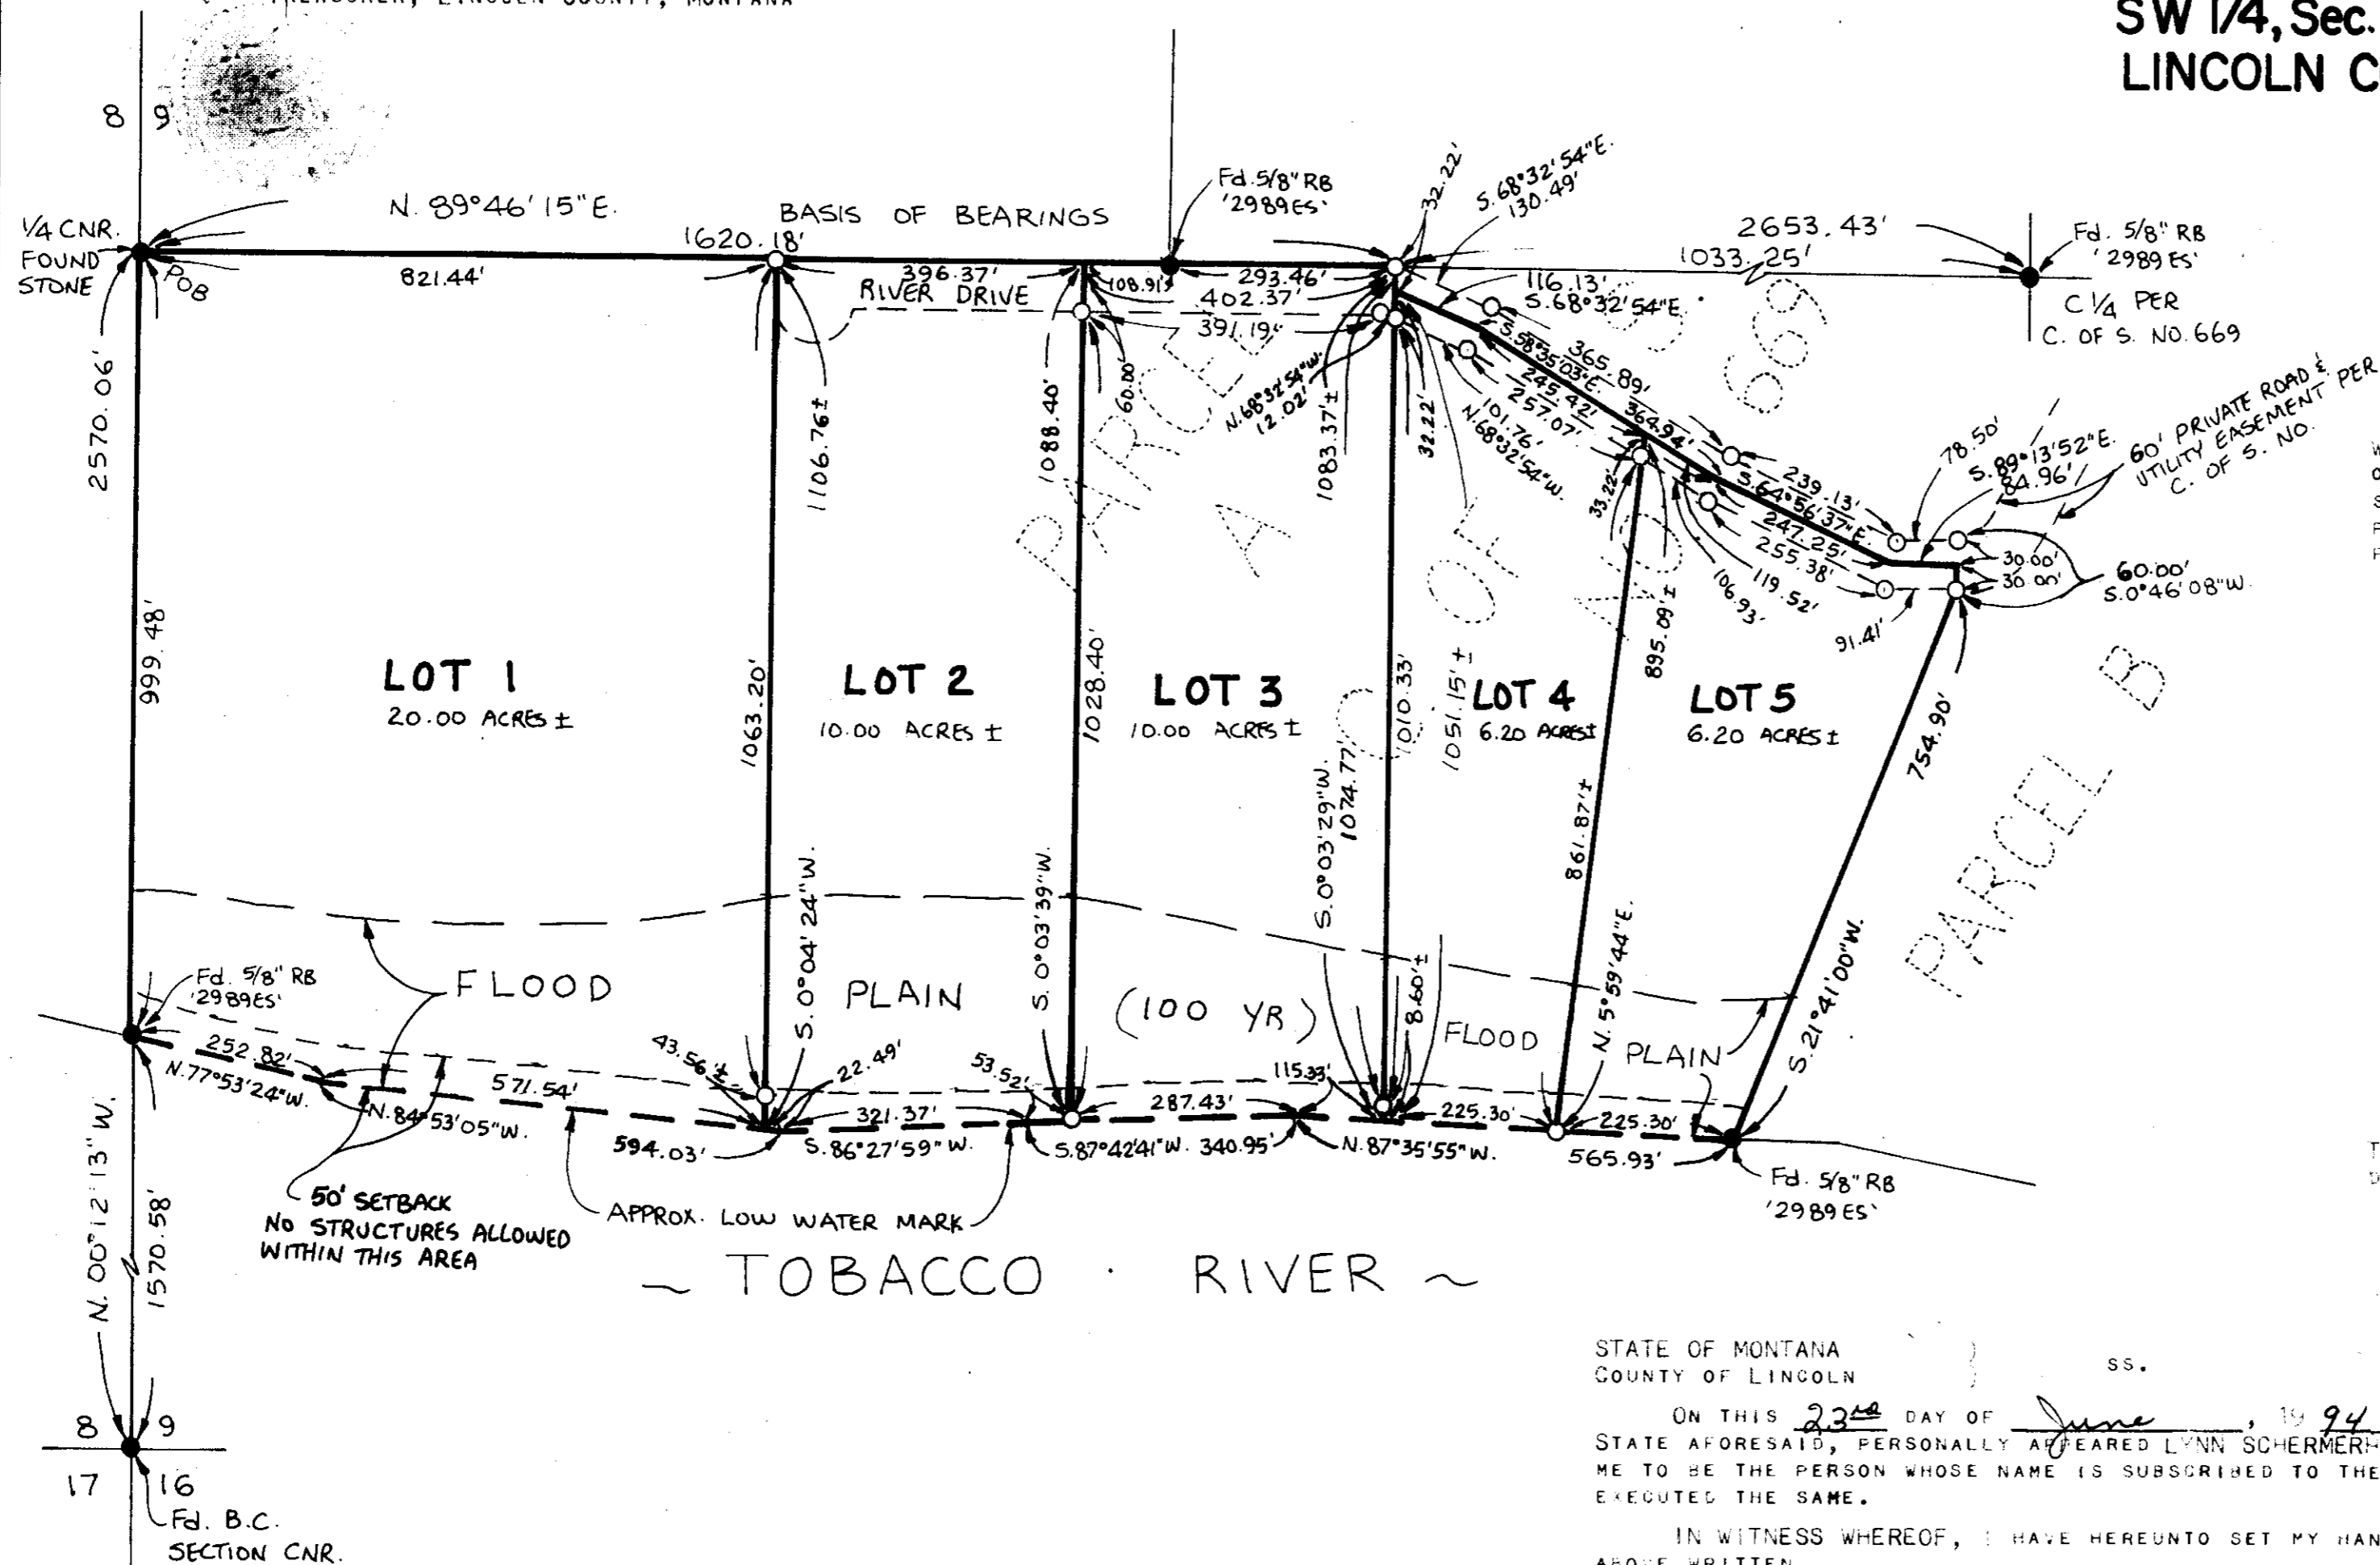 TREASURER, LINCOLN COUNTY, MONTANA
SW 1/4, Sec.
LINCOLN C
8 9
1/4 CNR.
FOUND
STONE
POB
N. 89°46'15"E.
BASIS OF BEARINGS
1620.18'
821.44'
396.37'
108.91'
293.46'
402.37'
391.19'
RIVER DRIVE
Fd. 5/8" RB
'2989ES'
32.22'
S.68°32'54"E.
130.49'
2653.43'
1033.25'
Fd. 5/8" RB
'2989 ES'
C 1/4 PER
C. OF S. NO. 669
116.13'
S.68°32'54"E.
S.58°35'03"E.
365.89'
245.42'
364.94'
257.07'
101.76'
N.68°32'54"W.
N.68°32'54"W.
12.02'
32.22'
33.22'
239.13'
S.64°56'37"E.
247.25'
255.38'
119.52'
106.93'
78.50'
S.89°13'52"E.
84.96'
60' PRIVATE ROAD &
UTILITY EASEMENT PER
C. OF S. NO.
30.00'
30.00'
60.00'
S.0°46'08"W.
91.41'
2570.06'
999.48'
1106.76±
1063.20'
1088.40'
60.00'
1028.40'
1083.37'±
1010.33'
1051.15'±
1074.77'
S.0°03'29"W.
895.09'±
861.87'±
754.90'
PARCEL
A
C OF S
NO. 569
PARCEL B
LOT 1
20.00 ACRES ±
LOT 2
10.00 ACRES ±
LOT 3
10.00 ACRES ±
LOT 4
6.20 ACRES±
LOT 5
6.20 ACRES ±
S.0°04'24"W.
S.0°03'39"W.
N.5°59'44"E.
S.21°41'00"W.
FLOOD PLAIN (100 YR.)
FLOOD PLAIN
Fd. 5/8" RB
'2989ES'
252.82'
N.77°53'24"W.
571.54'
N.84°53'05"W.
594.03'
43.56'±
22.49'
321.37'
S.86°27'59"W.
53.52'
287.43'
S.87°42'41"W. 340.95'
115.33'
8.60'±
N.87°35'55"W.
225.30'
225.30'
565.93'
Fd. 5/8" RB
'2989ES'
50' SETBACK
NO STRUCTURES ALLOWED
WITHIN THIS AREA
APPROX. LOW WATER MARK
~ TOBACCO RIVER ~
N. 00°12'13"W.
1570.58'
8 9
17 16
Fd. B.C.
SECTION CNR.
STATE OF MONTANA
COUNTY OF LINCOLN ss.
ON THIS 23rd DAY OF June, 1994
STATE AFORESAID, PERSONALLY APPEARED LYNN SCHERMERH
ME TO BE THE PERSON WHOSE NAME IS SUBSCRIBED TO THE
EXECUTED THE SAME.
IN WITNESS WHEREOF, I HAVE HEREUNTO SET MY HAN
ABOVE WRITTEN